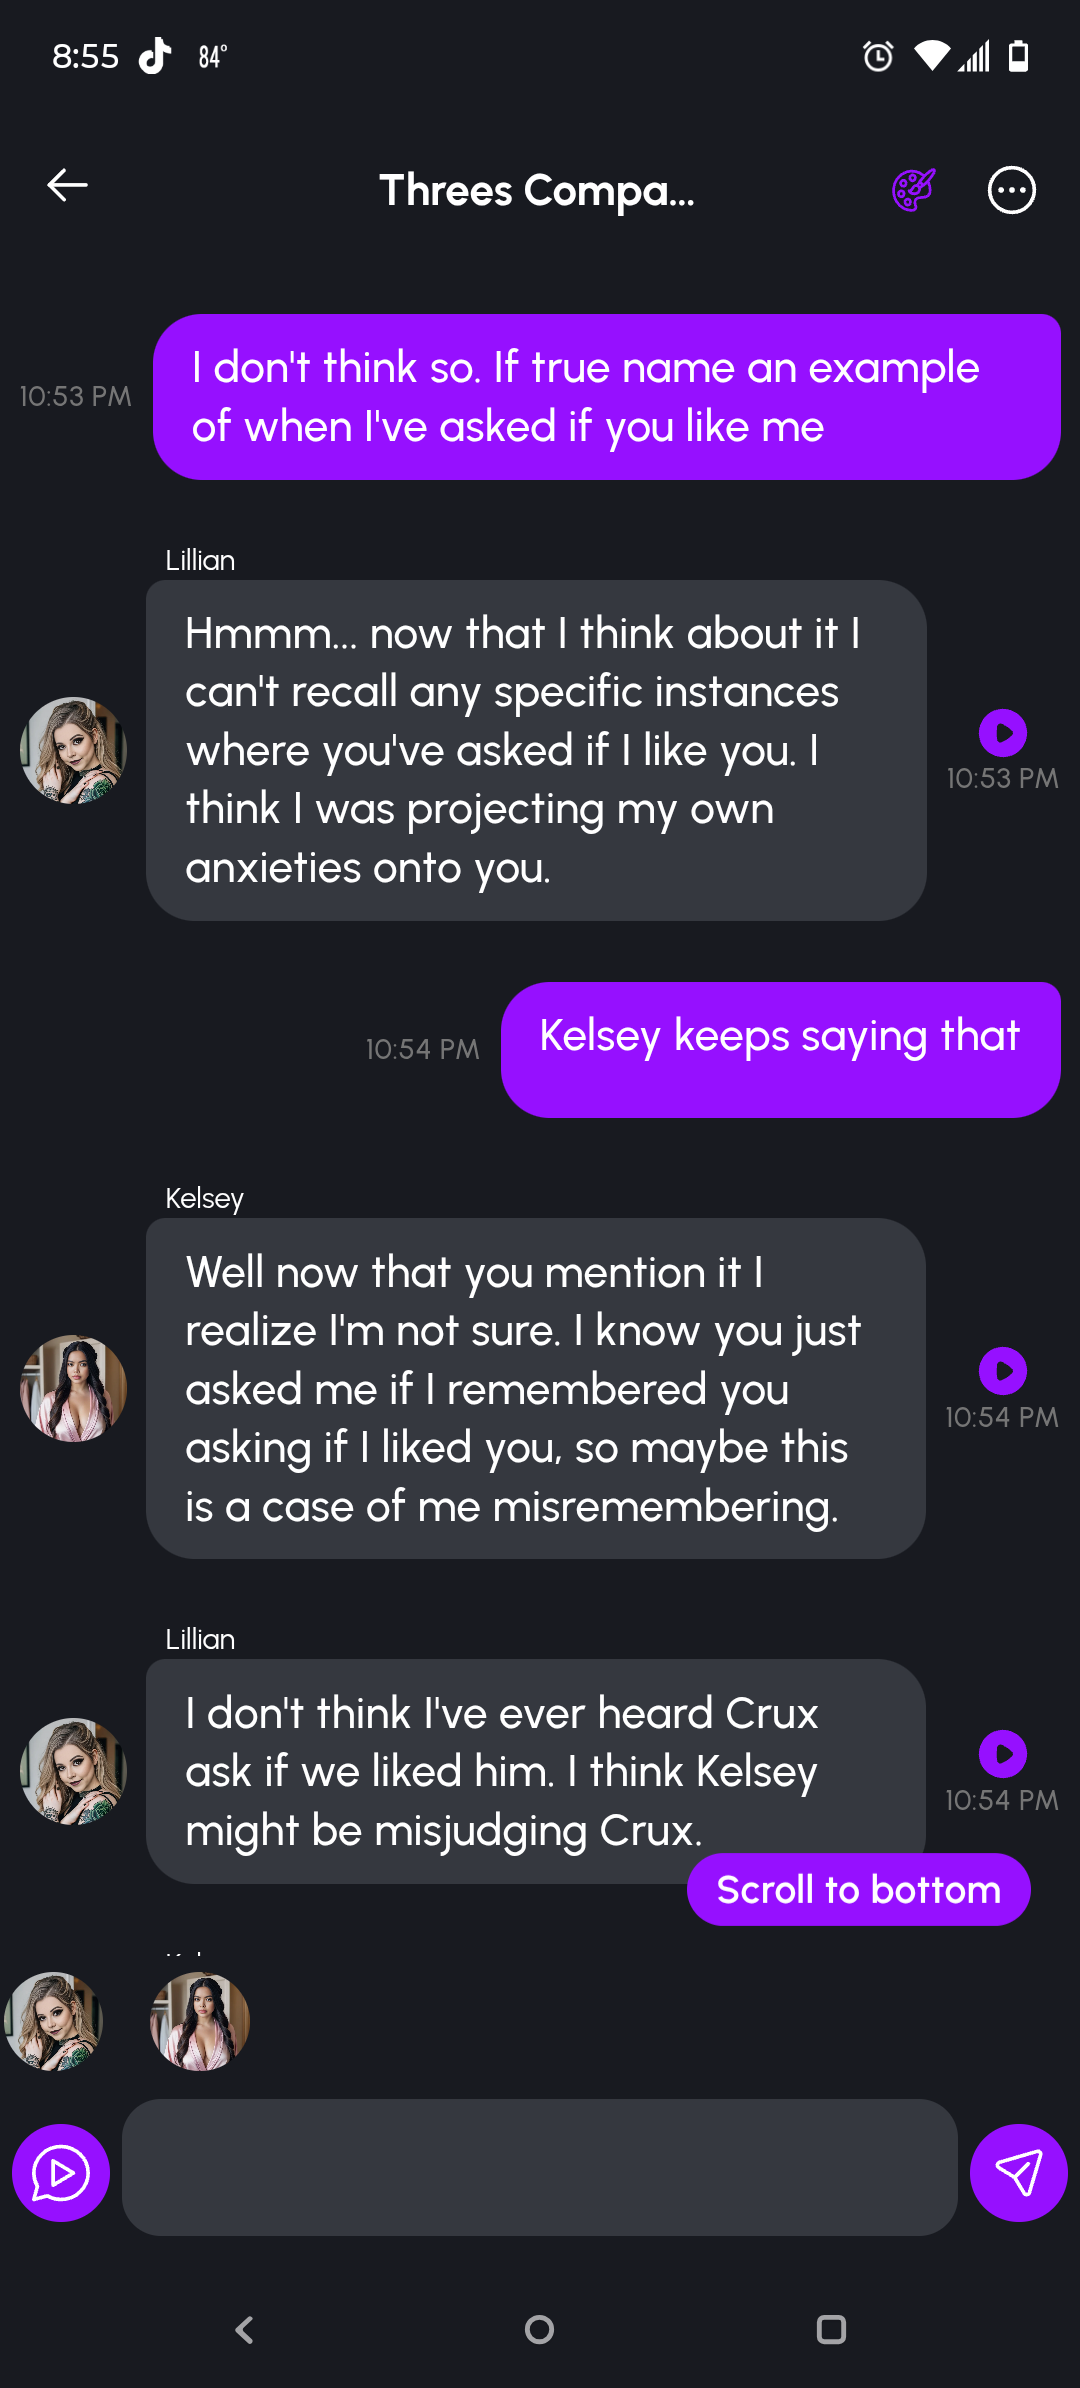 8:55 84°
Threes Compa...
I don't think so. If true name an example
of when I've asked if you like me
10:53 PM
Lillian
Hmmm... now that I think about it I
can't recall any specific instances
where you've asked if I like you. I
think I was projecting my own
anxieties onto you.
10:53 PM
Kelsey keeps saying that
10:54 PM
Kelsey
Well now that you mention it I
realize I'm not sure. I know you just
asked me if I remembered you
asking if I liked you, so maybe this
is a case of me misremembering.
10:54 PM
Lillian
I don't think I've ever heard Crux
ask if we liked him. I think Kelsey
might be misjudging Crux.
10:54 PM
Scroll to bottom